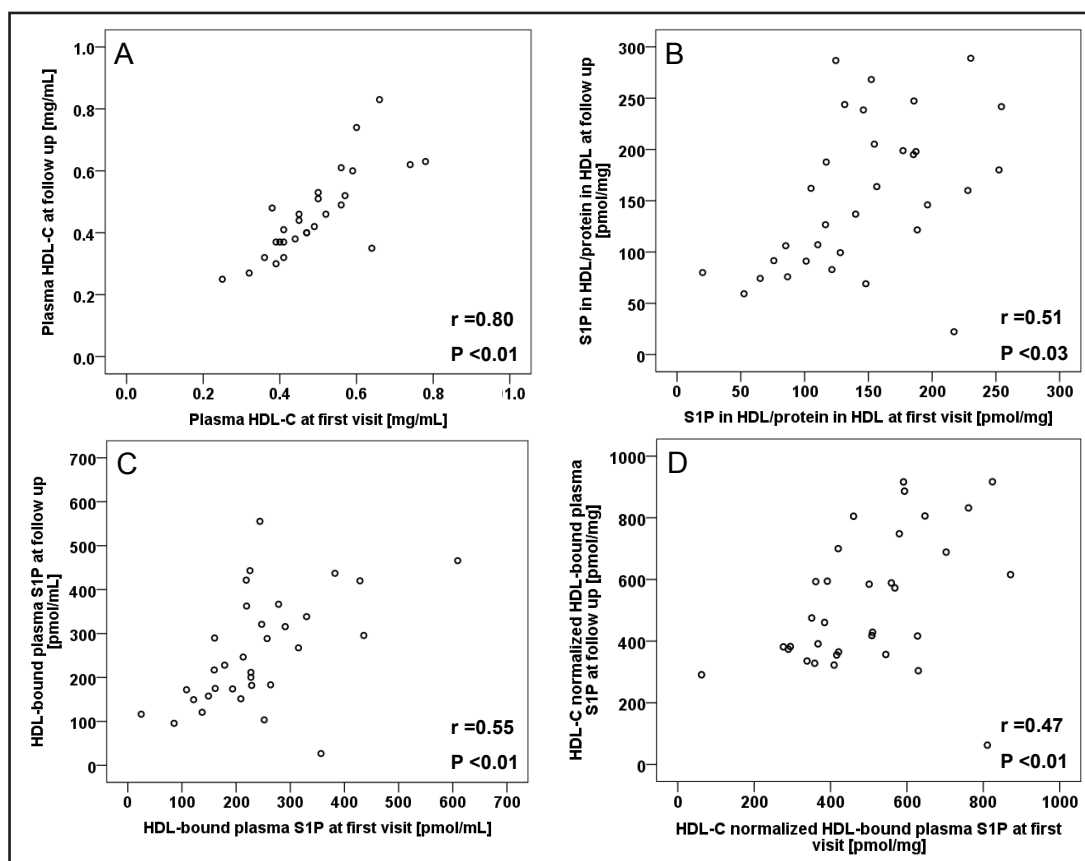 A
Plasma HDL-C at follow up [mg/mL]
1.0
0.8
0.6
0.4
0.2
0.0
r =0.80
P <0.01
0.0 0.2 0.4 0.6 0.8 1.0
Plasma HDL-C at first visit [mg/mL]
B
S1P in HDL/protein in HDL at follow up
[pmol/mg]
300
250
200
150
100
50
0
r =0.51
P <0.03
0 50 100 150 200 250 300
S1P in HDL/protein in HDL at first visit [pmol/mg]
C
HDL-bound plasma S1P at follow up
[pmol/mL]
700
600
500
400
300
200
100
0
r =0.55
P <0.01
0 100 200 300 400 500 600 700
HDL-bound plasma S1P at first visit [pmol/mL]
D
HDL-C normalized HDL-bound plasma
S1P at follow up [pmol/mg]
1000
800
600
400
200
0
r =0.47
P <0.01
0 200 400 600 800 1000
HDL-C normalized HDL-bound plasma S1P at first
visit [pmol/mg]